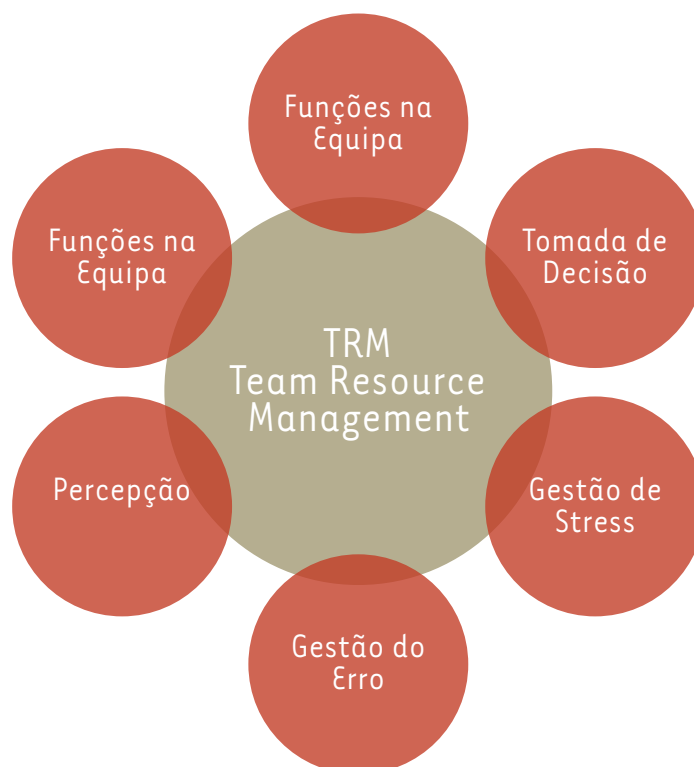 Funções na
Equipa
Funções na
Equipa
Tomada de
Decisão
TRM
Team Resource
Management
Percepção
Gestão de
Stress
Gestão do
Erro